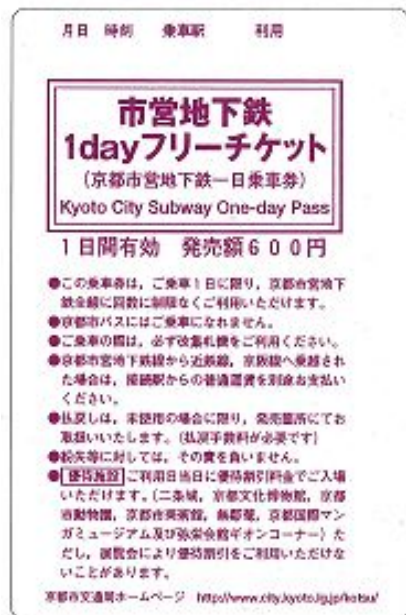 月日 時刻 乗車駅 利用
市営地下鉄
1dayフリーチケット
(京都市営地下鉄一日乗車券)
Kyoto City Subway One-day Pass
1日間有効 発売額600円
●この乗車券は,ご乗車1日に限り,京都市営地下
鉄全線に回数に制限なくご利用いただけます。
●京都市バスにはご乗車になれません。
●ご乗車の際は,必ず改集札機をご利用ください。
●京都市営地下鉄線から近鉄線,京阪線へ乗越され
た場合は,接続駅からの普通運賃を別途お支払い
ください。
●払戻しは,未使用の場合に限り,発売箇所にてお
取扱いいたします。(払戻手数料が必要です)
●紛失等に対しては,その責を負いません。
●優待施設 ご利用日当日に優待割引料金でご入場
いただけます。(二条城,京都文化博物館,京都
市動物園,京都市美術館,無鄰菴,京都国際マン
ガミュージアム及び弥栄会館ギオンコーナー)た
だし,展覧会により優待割引をご利用いただけな
いことがあります。
京都市交通局ホームページ http://www.city.kyoto.lg.jp/kotsu/